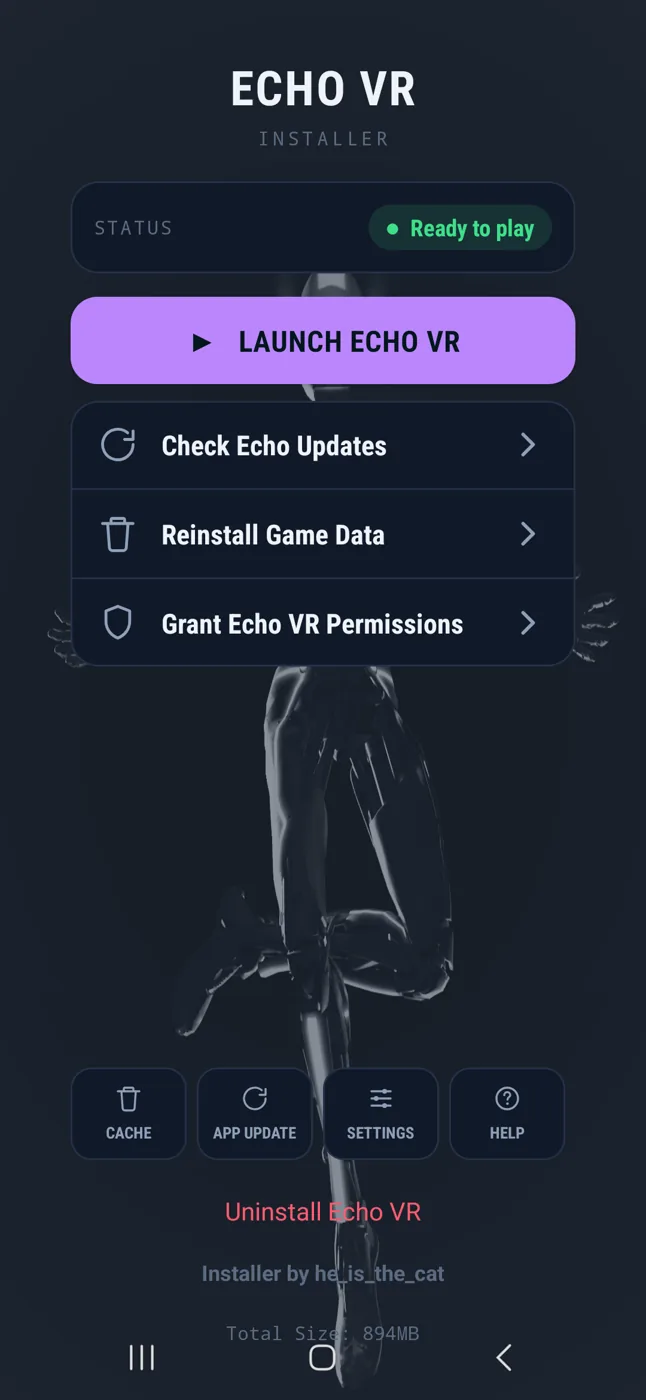 ECHO VR
INSTALLER
STATUS
Ready to play
LAUNCH ECHO VR
Check Echo Updates
Reinstall Game Data
Grant Echo VR Permissions
CACHE
APP UPDATE
SETTINGS
HELP
Uninstall Echo VR
Installer by he_is_the_cat
Total Size: 894MB